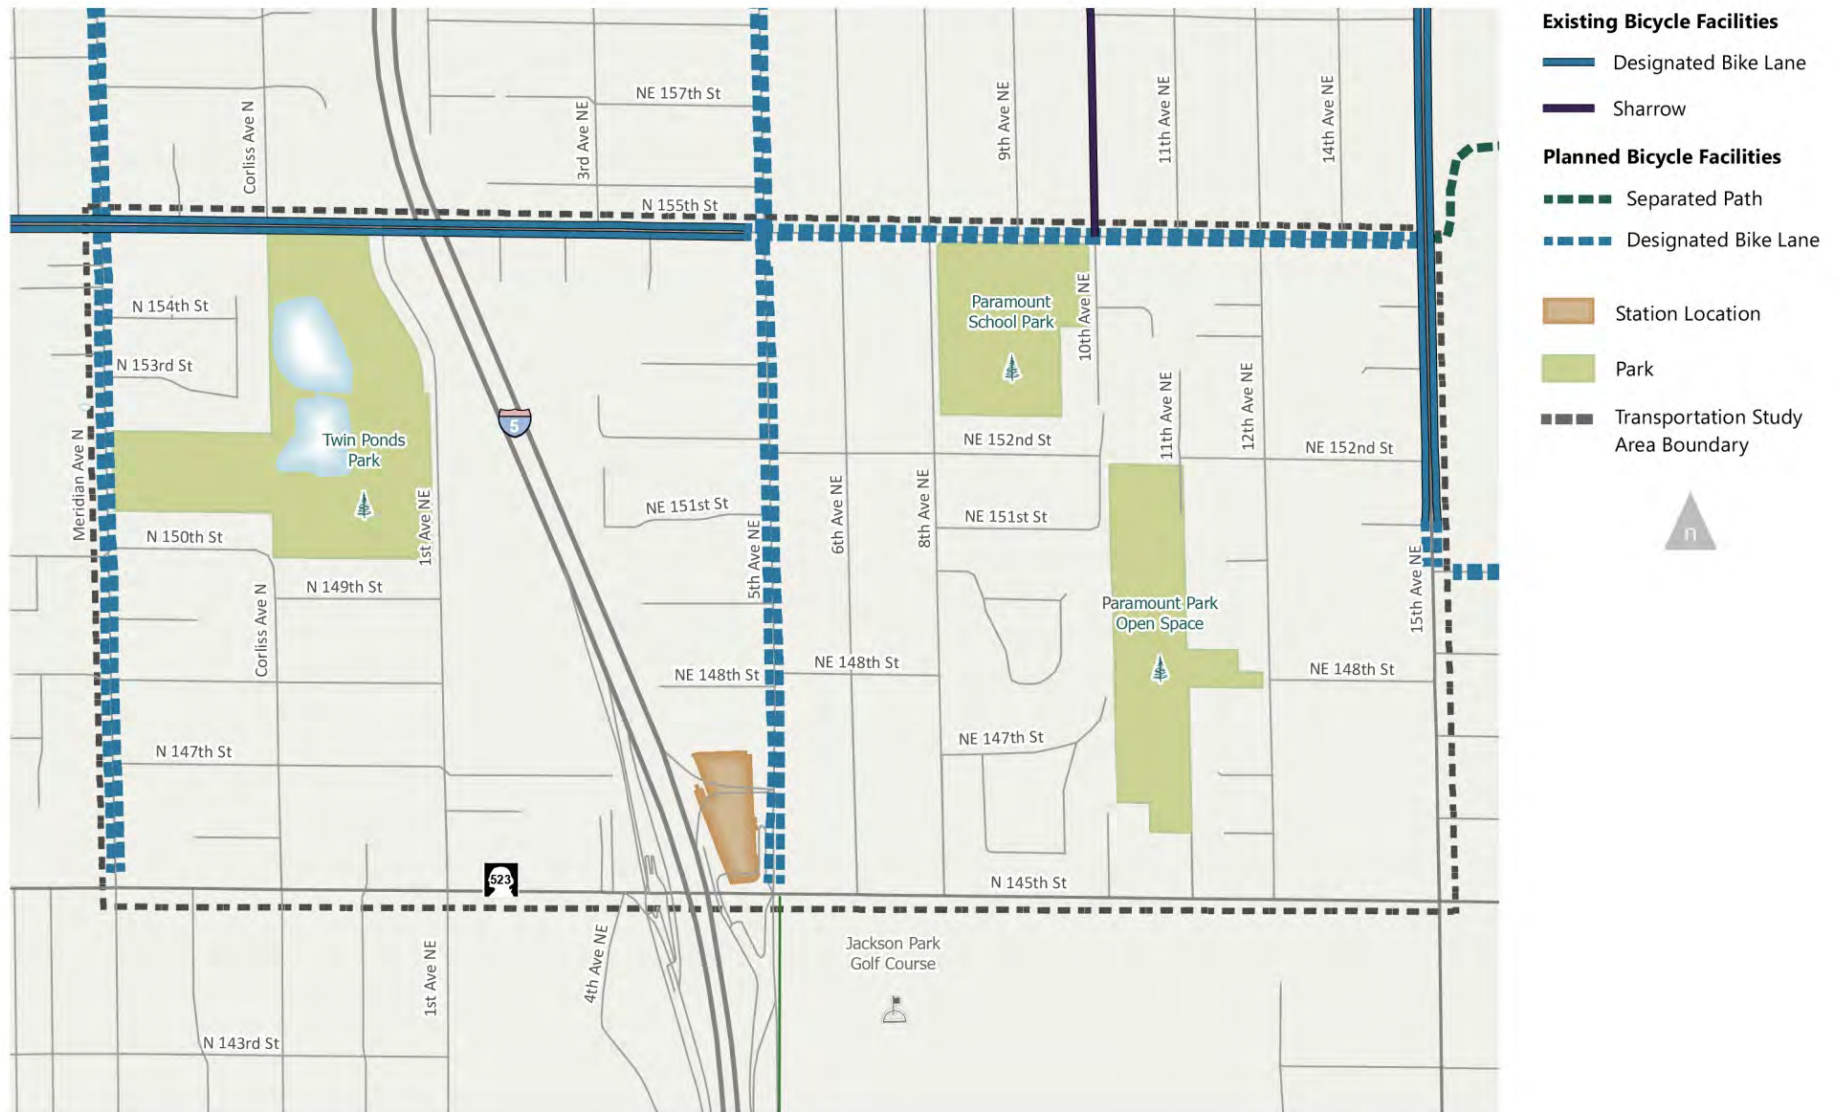 Existing Bicycle Facilities
Designated Bike Lane
Sharrow
Planned Bicycle Facilities
Separated Path
Designated Bike Lane
Station Location
Park
Transportation Study
Area Boundary
n
NE 157th St
Corliss Ave N
3rd Ave NE
9th Ave NE
11th Ave NE
14th Ave NE
N 155th St
N 154th St
N 153rd St
Paramount
School Park
10th Ave NE
5
Twin Ponds
Park
Meridian Ave N
1st Ave NE
11th Ave NE
12th Ave NE
NE 152nd St
NE 152nd St
NE 151st St
NE 151st St
N 150th St
5th Ave NE
6th Ave NE
8th Ave NE
15th Ave NE
N 149th St
Corliss Ave N
Paramount Park
Open Space
NE 148th St
NE 148th St
NE 148th St
N 147th St
NE 147th St
523
N 145th St
1st Ave NE
4th Ave NE
Jackson Park
Golf Course
N 143rd St